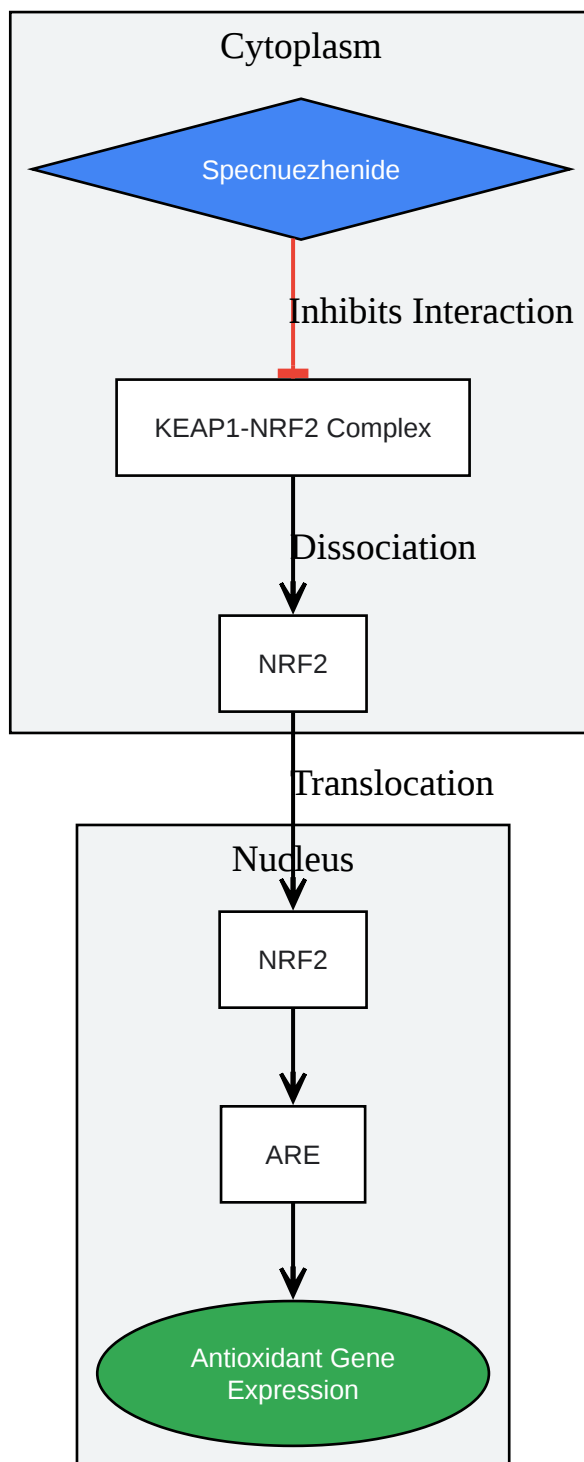 Cytoplasm
Specnuezhenide
Inhibits Interaction
KEAP1-NRF2 Complex
Dissociation
NRF2
Translocation
Nucleus
NRF2
ARE
Antioxidant Gene
Expression